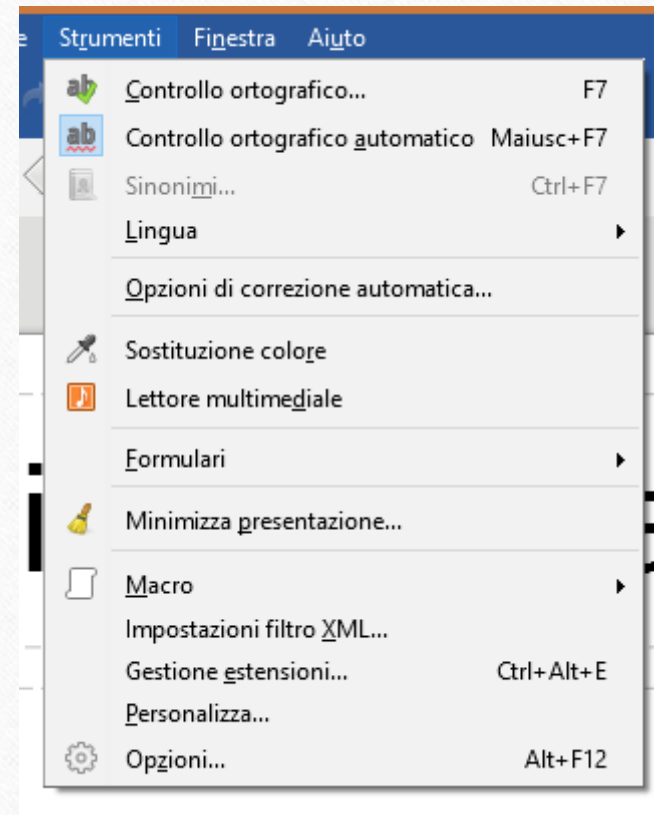 Strumenti Finestra Aiuto
Controllo ortografico... F7
Controllo ortografico automatico Maiusc+F7
Sinonimi... Ctrl+F7
Lingua
Opzioni di correzione automatica...
Sostituzione colore
Lettore multimediale
Formulari
Minimizza presentazione...
Macro
Impostazioni filtro XML...
Gestione estensioni... Ctrl+Alt+E
Personalizza...
Opzioni... Alt+F12